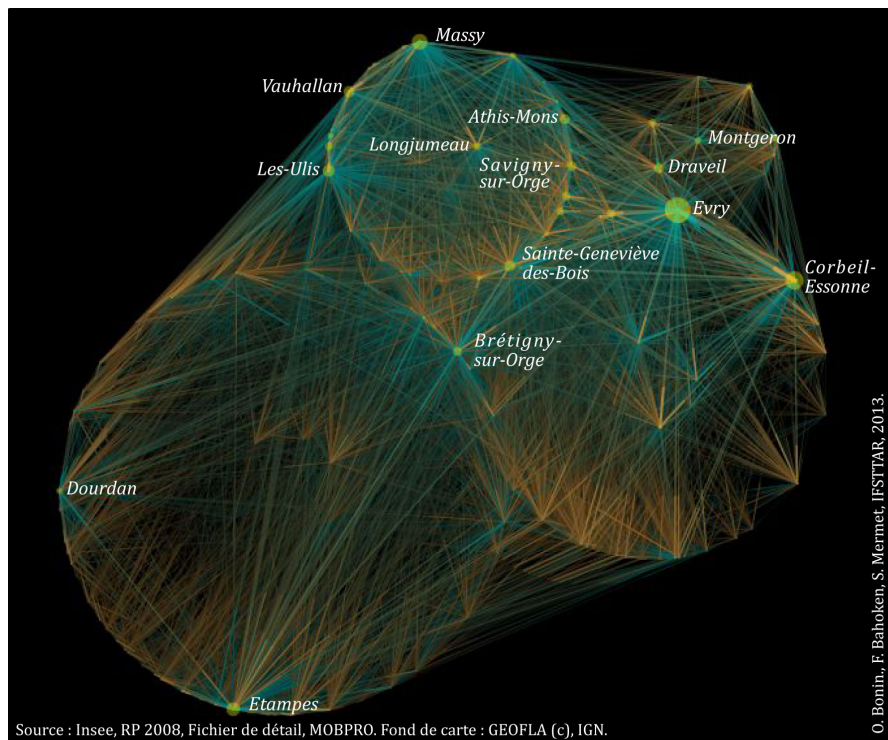 Massy
Vauhallan
Athis-Mons
Longjumeau
Montgeron
Les-Ulis
Savigny-
sur-Orge
Draveil
Evry
Sainte-Geneviève
des-Bois
Corbeil-
Essonne
Brétigny-
sur-Orge
Dourdan
Etampes
Source : Insee, RP 2008, Fichier de détail, MOBPRO. Fond de carte : GEOFLA (c), IGN.
O. Bonin., F. Bahoken, S. Mermet, IFSTTAR, 2013.